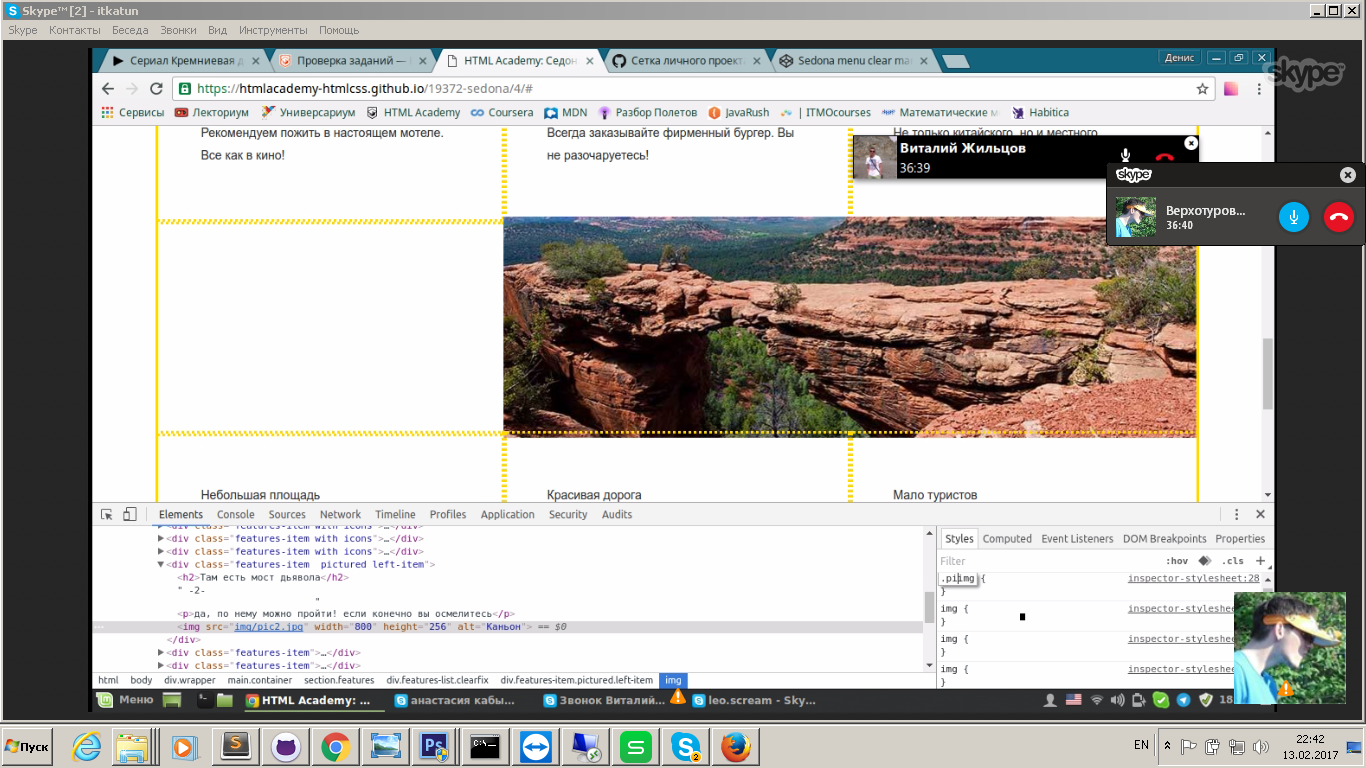 Skype™ [2] - itkatun
Skype Контакты Беседа Звонки Вид Инструменты Помощь
Сериал Кремниевая д
Проверка заданий —
HTML Academy: Седон
Сетка личного проект
Sedona menu clear ma
Денис
skype
https://htmlacademy-htmlcss.github.io/19372-sedona/4/#
Сервисы Лекториум Универсариум HTML Academy Coursera MDN Разбор Полетов JavaRush | ITMOcourses Математические м Habitica
Рекомендуем пожить в настоящем мотеле.
Все как в кино!
Всегда заказывайте фирменный бургер. Вы
не разочаруетесь!
Не только китайского, но и местного
Виталий Жильцов
36:39
skype
Верхотуров...
36:40
Небольшая площадь
Красивая дорога
Мало туристов
Elements Console Sources Network Timeline Profiles Application Security Audits
<div class="features-item with icons">…</div>
<div class="features-item with icons">…</div>
<div class="features-item with icons">…</div>
<div class="features-item  pictured left-item">
<h2>Там есть мост дьявола</h2>
" -2-
"
<p>да, по нему можно пройти! если конечно вы осмелитесь</p>
<img src="img/pic2.jpg" width="800" height="256" alt="Каньон"> == $0
</div>
<div class="features-item">…</div>
<div class="features-item">…</div>
html body div.wrapper main.container section.features div.features-list.clearfix div.features-item.pictured.left-item img
Styles Computed Event Listeners DOM Breakpoints Properties
Filter :hov .cls +
.piimg { inspector-stylesheet:28
}
img { inspector-stylesheet
}
img { inspector-stylesheet
}
img { inspector-stylesheet
}
Меню
HTML Academy: ...
анастасия кабы...
Звонок Виталий...
leo.scream - Sky...
18
Пуск
2
EN
22:42
13.02.2017